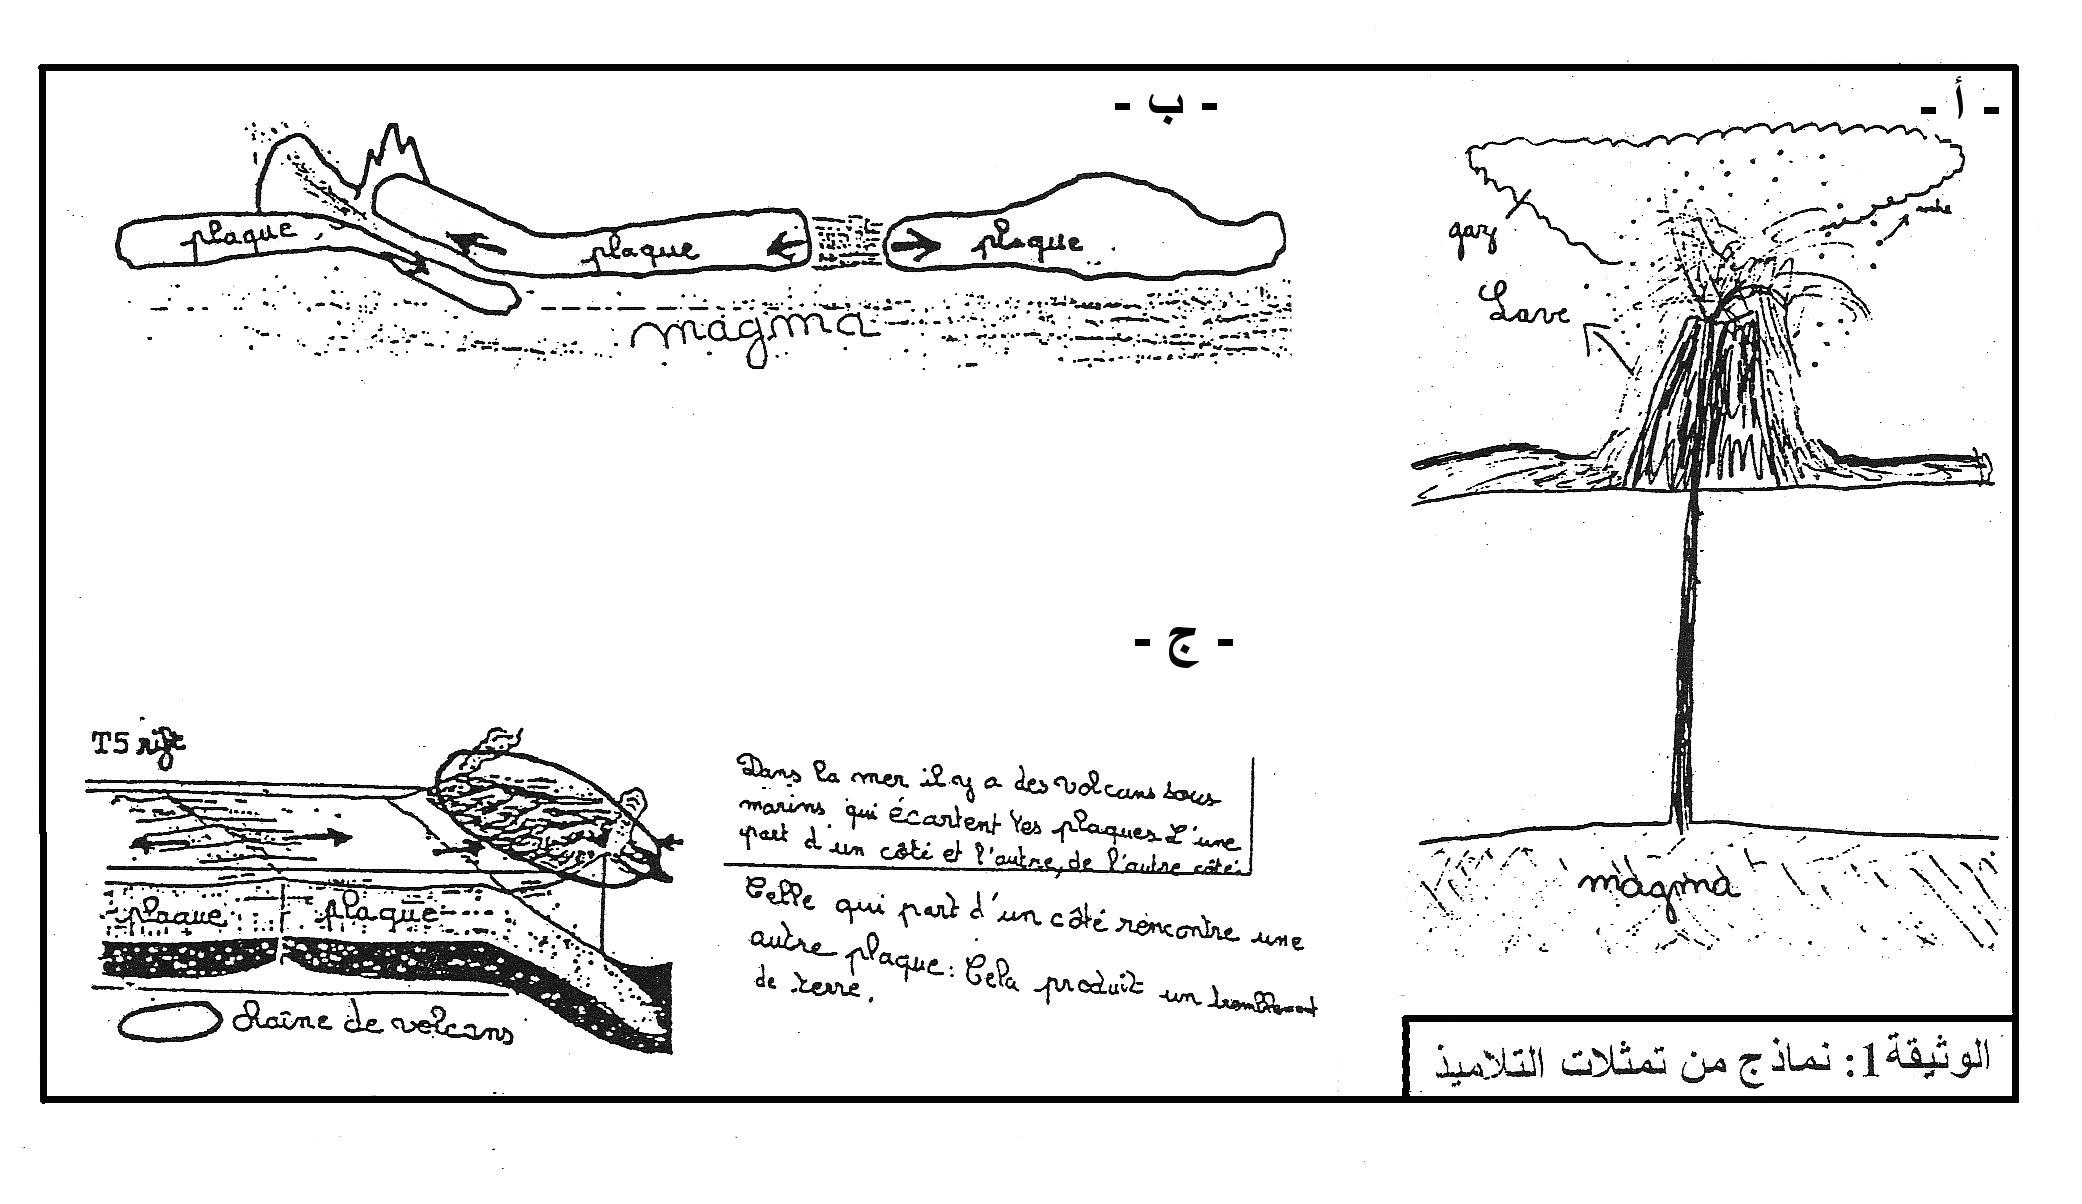 - أ -
gaz
Lave
magma
- ب -
plaque
plaque
plaque
magma
- ج -
T5 rift
plaque
plaque
chaîne de volcans
Dans la mer il y a des volcans sous
marins qui écartent les plaques L'une
part d'un côté et l'autre, de l'autre côté.
Celle qui part d'un côté rencontre une
autre plaque: Cela produit un tremblement
de terre.
الوثيقة 1: نماذج من تمثلات التلاميذ